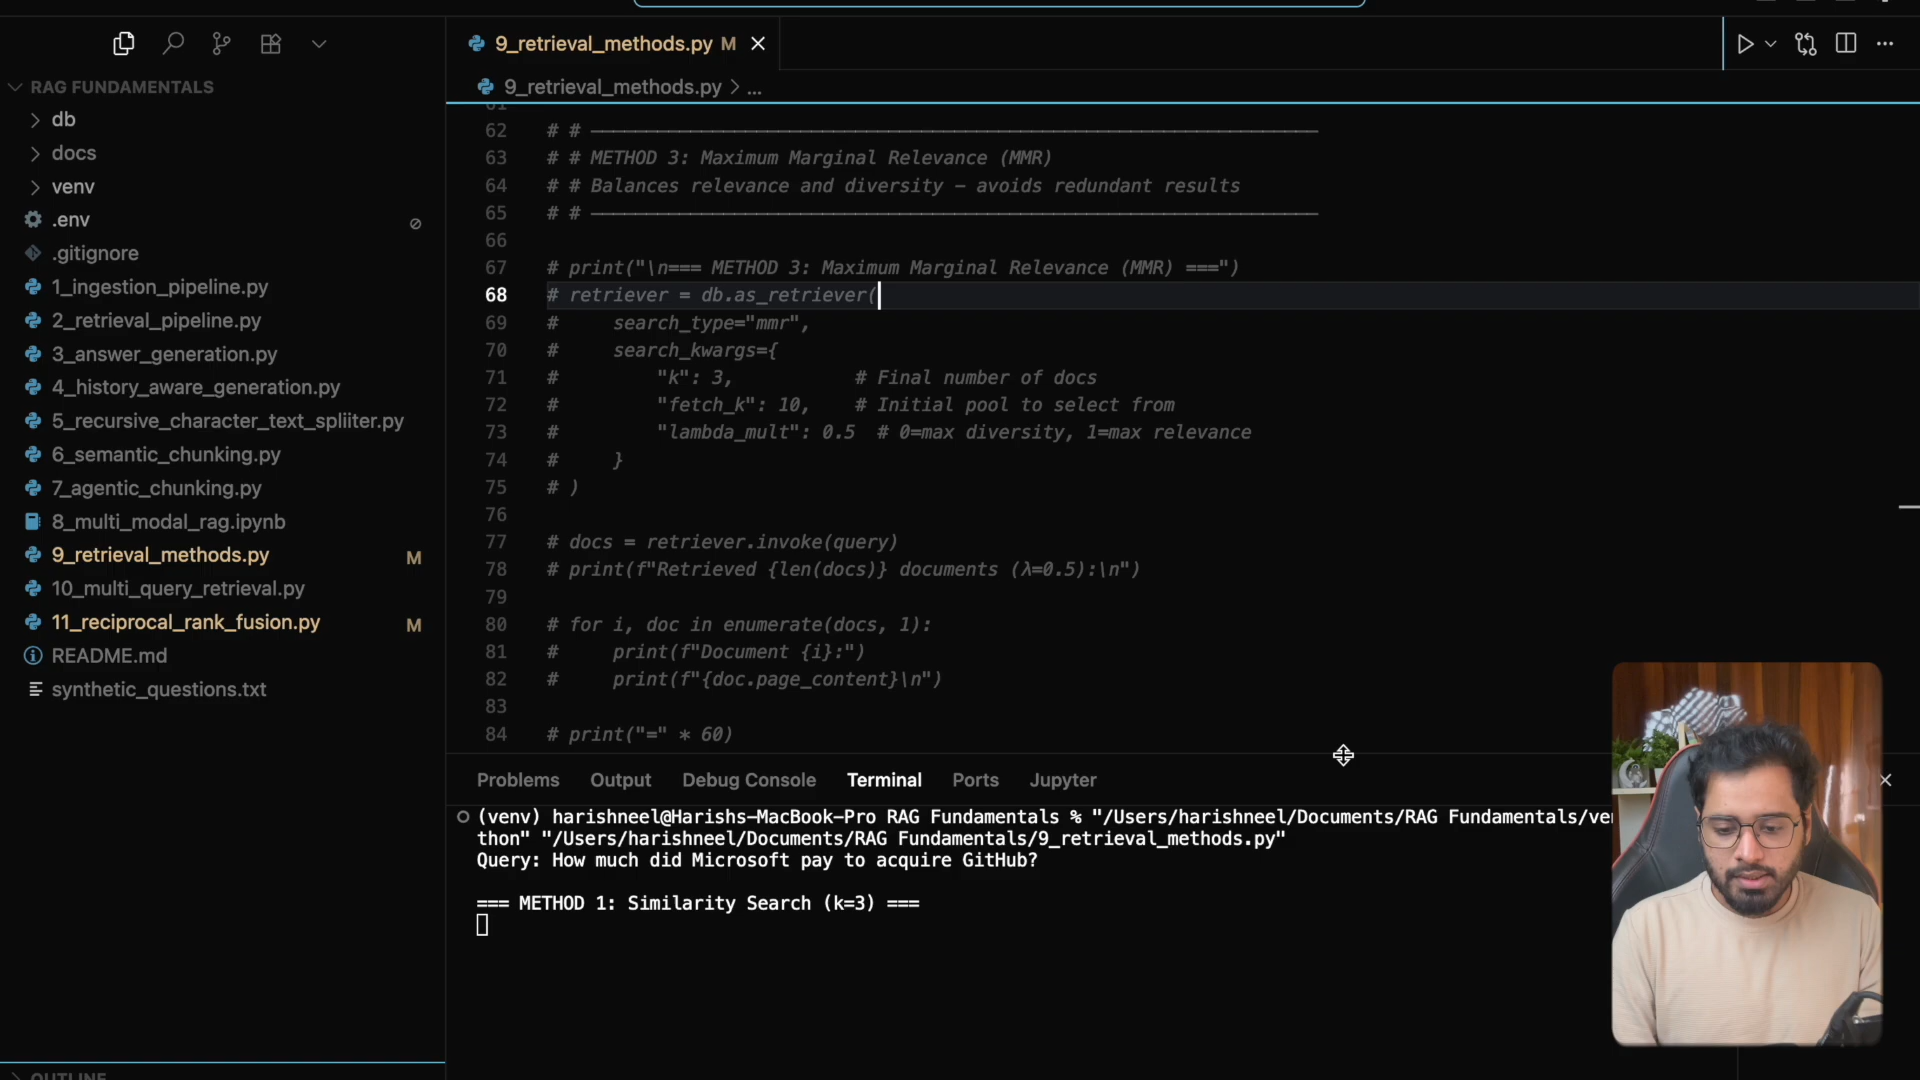 9_retrieval_methods.py M
RAG FUNDAMENTALS
db
docs
venv
.env
.gitignore
1_ingestion_pipeline.py
2_retrieval_pipeline.py
3_answer_generation.py
4_history_aware_generation.py
5_recursive_character_text_spliiter.py
6_semantic_chunking.py
7_agentic_chunking.py
8_multi_modal_rag.ipynb
9_retrieval_methods.py M
10_multi_query_retrieval.py
11_reciprocal_rank_fusion.py M
README.md
synthetic_questions.txt
OUTLINE
9_retrieval_methods.py > ...
61
62 # # ──────────────────────────────────────────────────────────────────
63 # # METHOD 3: Maximum Marginal Relevance (MMR)
64 # # Balances relevance and diversity - avoids redundant results
65 # # ──────────────────────────────────────────────────────────────────
66
67 # print("\n=== METHOD 3: Maximum Marginal Relevance (MMR) ===")
68 # retriever = db.as_retriever(
69 #     search_type="mmr",
70 #     search_kwargs={
71 #         "k": 3,           # Final number of docs
72 #         "fetch_k": 10,    # Initial pool to select from
73 #         "lambda_mult": 0.5  # 0=max diversity, 1=max relevance
74 #     }
75 # )
76
77 # docs = retriever.invoke(query)
78 # print(f"Retrieved {len(docs)} documents (λ=0.5):\n")
79
80 # for i, doc in enumerate(docs, 1):
81 #     print(f"Document {i}:")
82 #     print(f"{doc.page_content}\n")
83
84 # print("=" * 60)
Problems Output Debug Console Terminal Ports Jupyter
(venv) harishneel@Harishs-MacBook-Pro RAG Fundamentals % "/Users/harishneel/Documents/RAG Fundamentals/ve
thon" "/Users/harishneel/Documents/RAG Fundamentals/9_retrieval_methods.py"
Query: How much did Microsoft pay to acquire GitHub?
=== METHOD 1: Similarity Search (k=3) ===